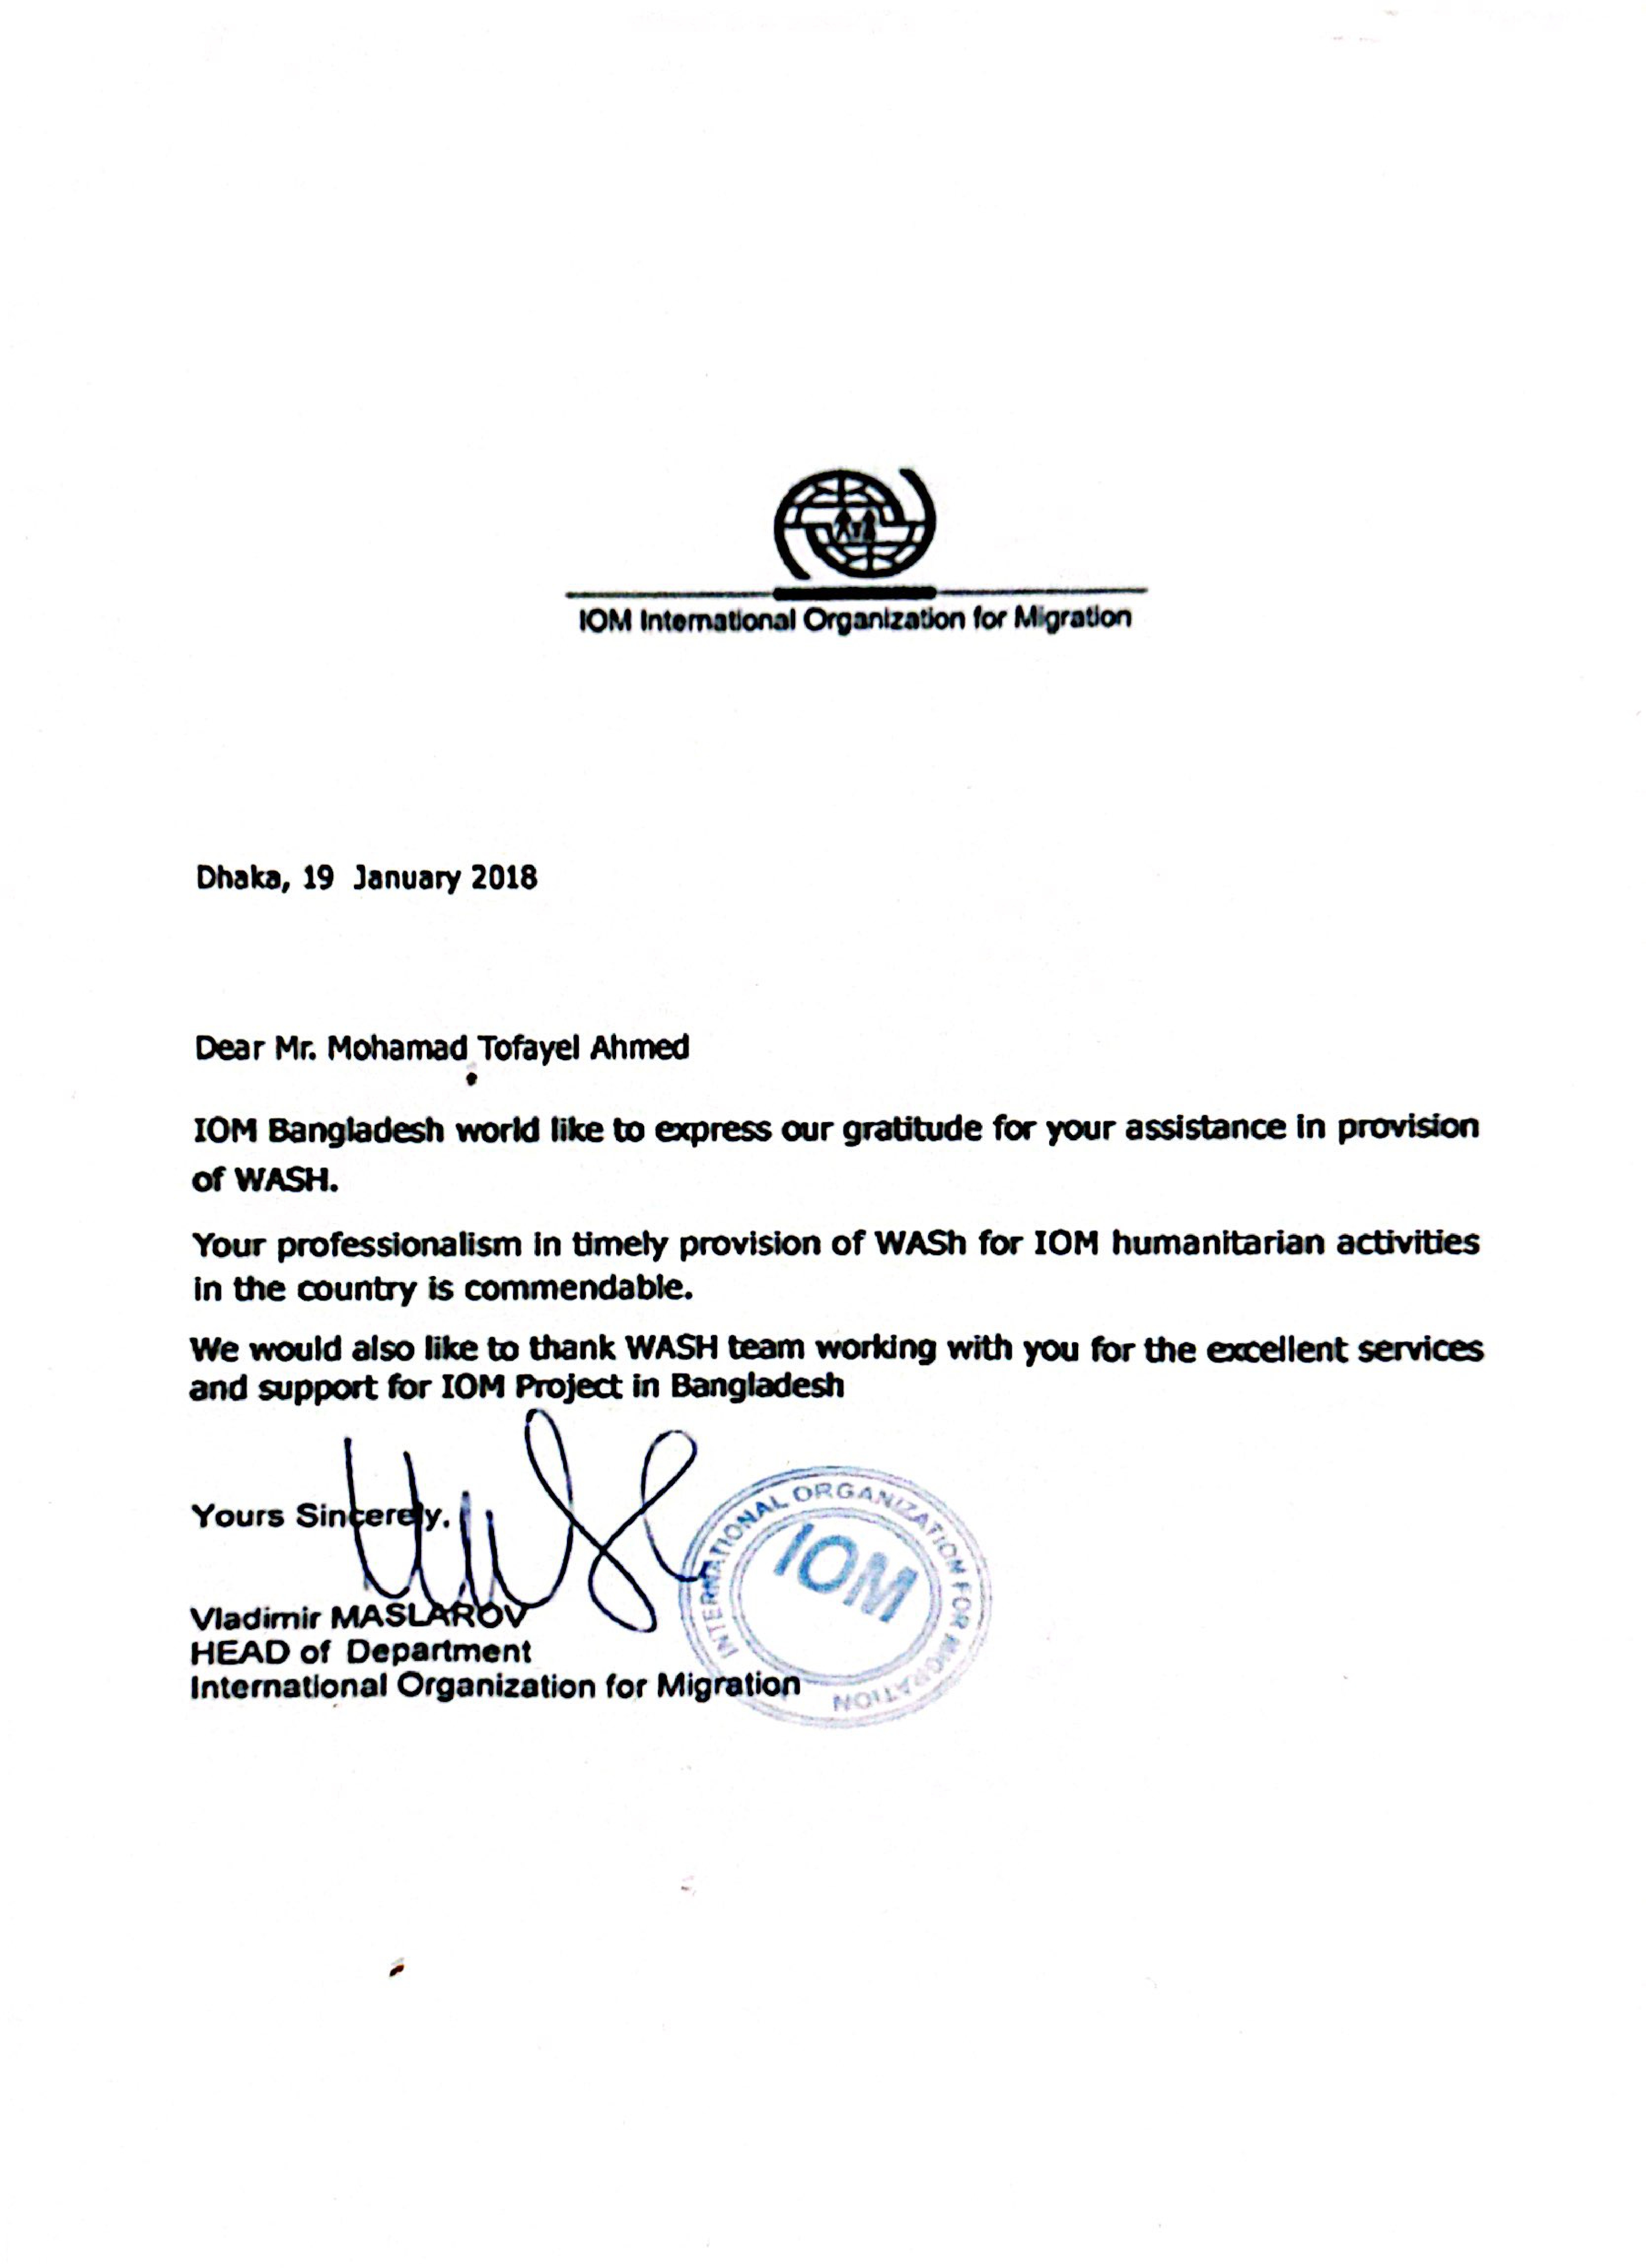 IOM International Organization for Migration
Dhaka, 19 January 2018
Dear Mr. Mohamad Tofayel Ahmed
IOM Bangladesh world like to express our gratitude for your assistance in provision
of WASH.
Your professionalism in timely provision of WASh for IOM humanitarian activities
in the country is commendable.
We would also like to thank WASH team working with you for the excellent services
and support for IOM Project in Bangladesh
Yours Sincerely.
Vladimir MASLAROV
HEAD of Department
International Organization for Migration
INTERNATIONAL ORGANIZATION FOR MIGRATION
IOM